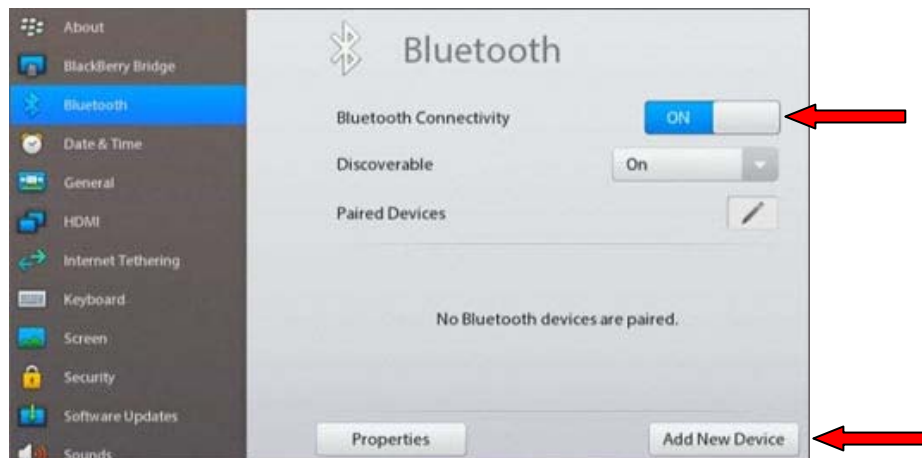 About
BlackBerry Bridge
Bluetooth
Date & Time
General
HDMI
Internet Tethering
Keyboard
Screen
Security
Software Updates
Sounds
Bluetooth
Bluetooth Connectivity
ON
Discoverable
On
Paired Devices
No Bluetooth devices are paired.
Properties
Add New Device